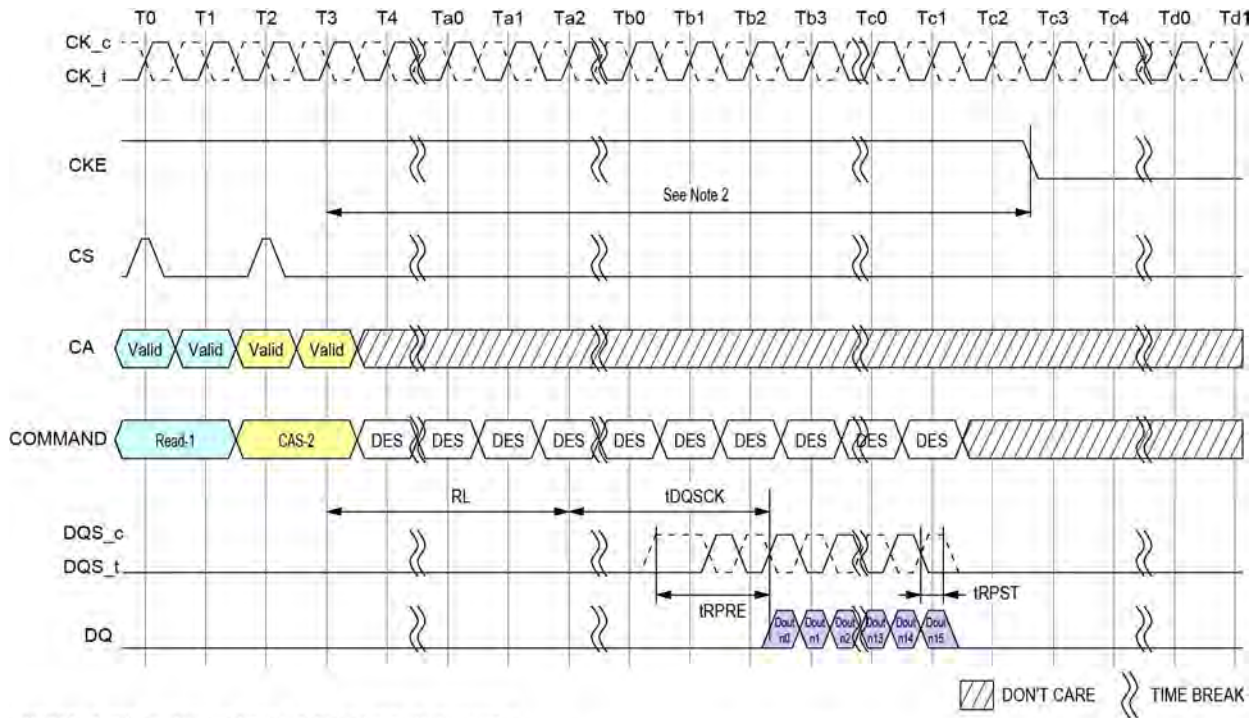 T0 T1 T2 T3 T4 Ta0 Ta1 Ta2 Tb0 Tb1 Tb2 Tb3 Tc0 Tc1 Tc2 Tc3 Tc4 Td0 Td1
CK_c
CK_t
CKE
See Note 2
CS
CA Valid Valid Valid Valid
COMMAND Read-1 CAS-2 DES DES DES DES DES DES DES DES DES DES
RL tDQSCK
DQS_c
DQS_t
tRPRE tRPST
DQ Dout n0 Dout n1 Dout n2 Dout n13 Dout n14 Dout n15
DON'T CARE TIME BREAK